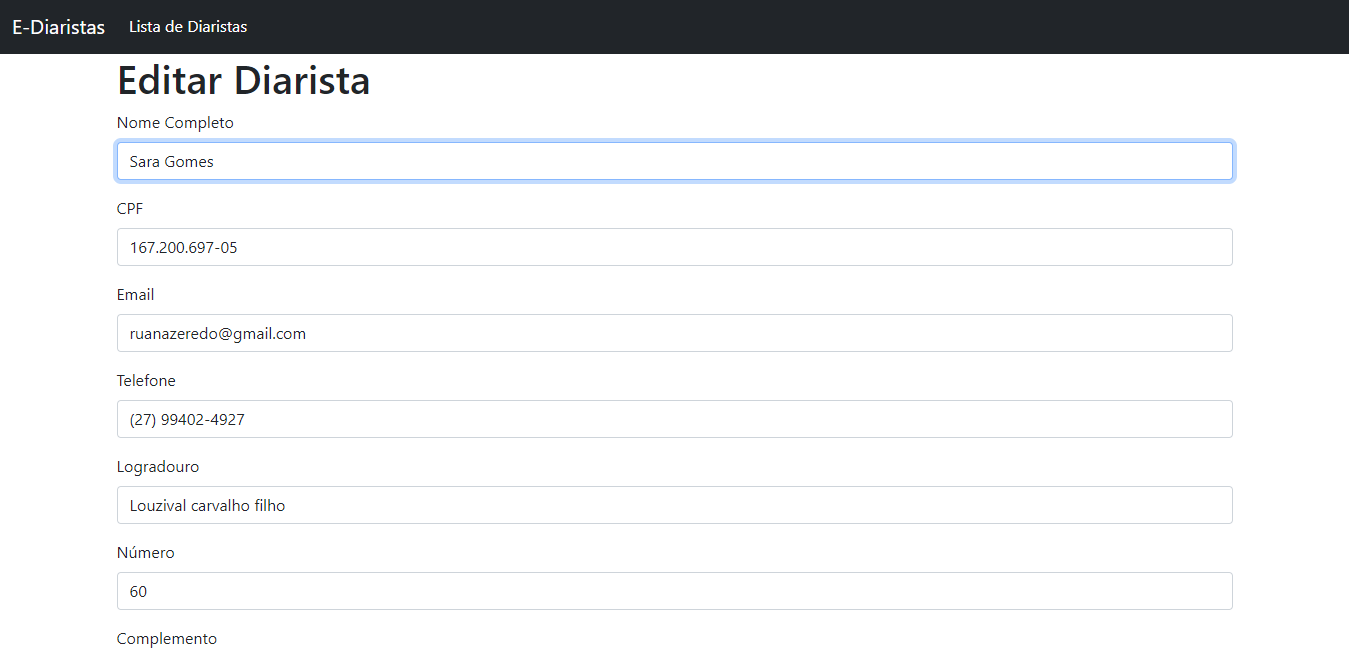 E-Diaristas Lista de Diaristas
Editar Diarista
Nome Completo
Sara Gomes
CPF
167.200.697-05
Email
ruanazeredo@gmail.com
Telefone
(27) 99402-4927
Logradouro
Louzival carvalho filho
Número
60
Complemento